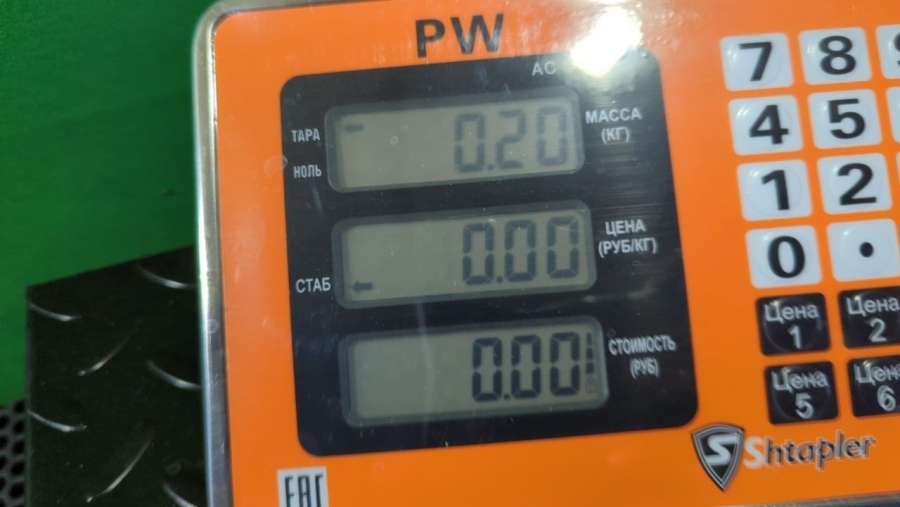 PW
AC
ТАРА
НОЛЬ
0.20
МАССА
(КГ)
СТАБ
0.00
ЦЕНА
(РУБ/КГ)
0.00
СТОИМОСТЬ
(РУБ)
7 8
4 5
1 2
0 .
Цена
1
Цена
2
Цена
5
Цена
6
Shtapler
EAC